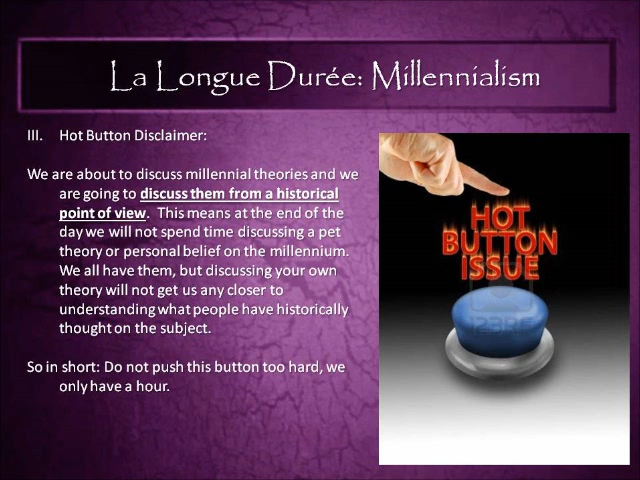 La Longue Durée: Millennialism
III. Hot Button Disclaimer:
We are about to discuss millennial theories and we
are going to discuss them from a historical
point of view. This means at the end of the
day we will not spend time discussing a pet
theory or personal belief on the millennium.
We all have them, but discussing your own
theory will not get us any closer to
understanding what people have historically
thought on the subject.
So in short: Do not push this button too hard, we
only have a hour.
HOT
BUTTON
ISSUE
123RF